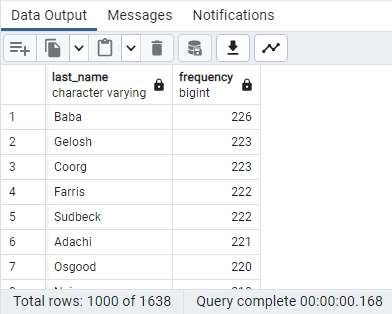 Data Output Messages Notifications
last_name frequency
character varying bigint
1 Baba 226
2 Gelosh 223
3 Coorg 223
4 Farris 222
5 Sudbeck 222
6 Adachi 221
7 Osgood 220
Total rows: 1000 of 1638 Query complete 00:00:00.168